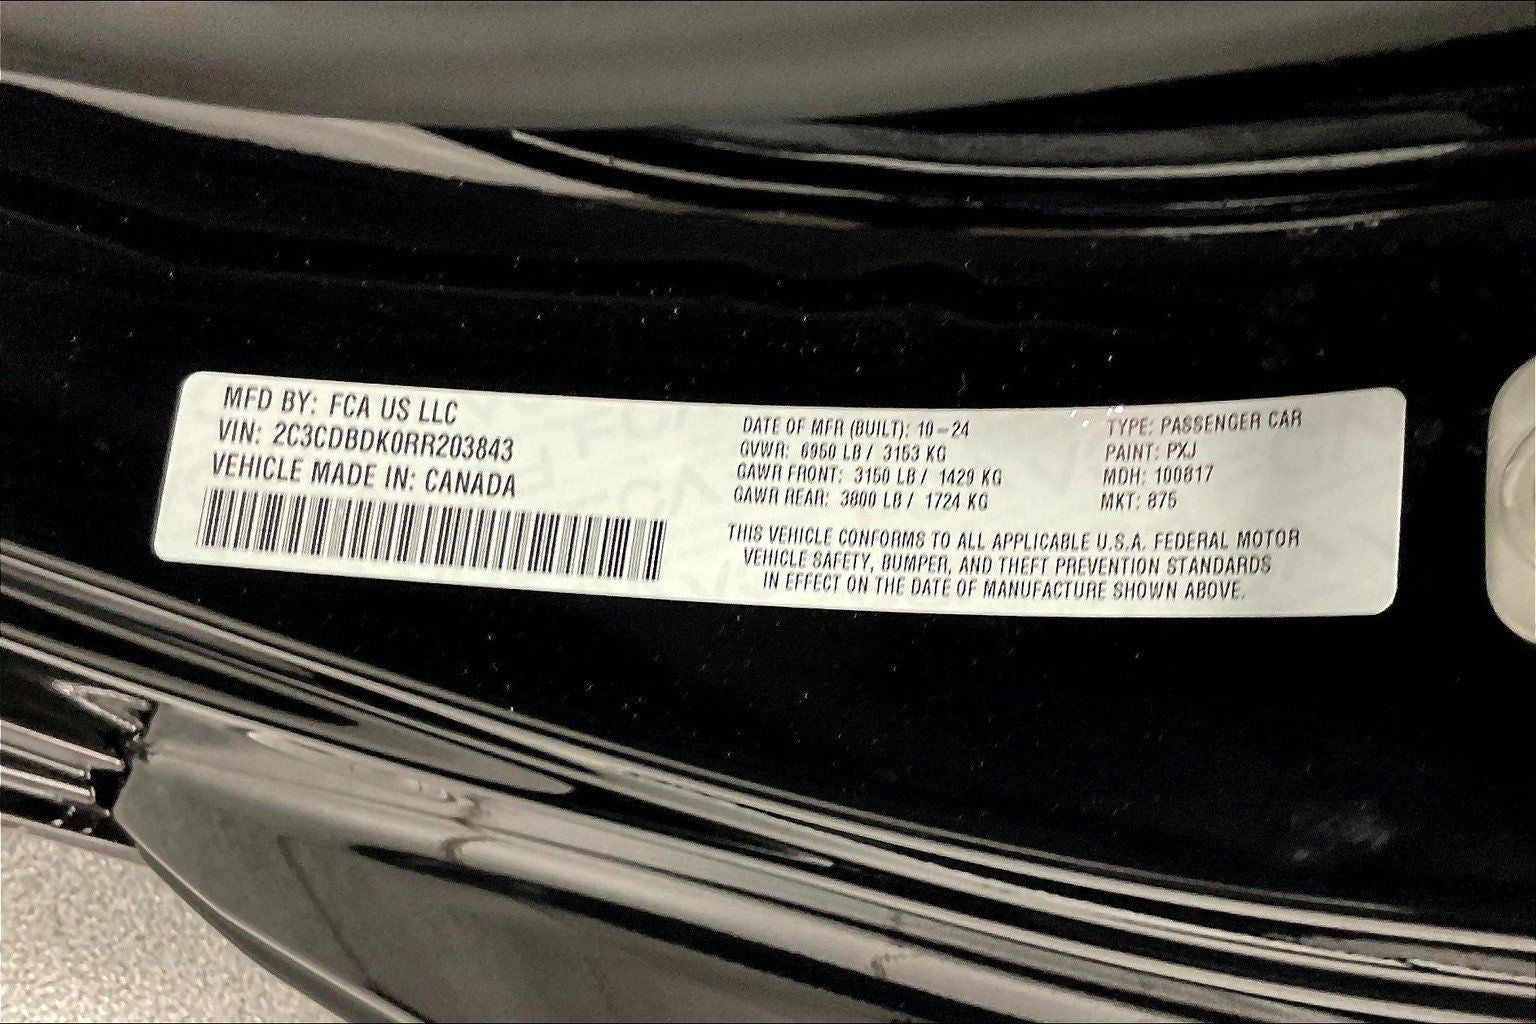 MFD BY: FCA US LLC
VIN: 2C3CDBDK0RR203843
VEHICLE MADE IN: CANADA
DATE OF MFR (BUILT): 10-24
GVWR: 6950 LB / 3153 KG
GAWR FRONT: 3150 LB / 1429 KG
GAWR REAR: 3800 LB / 1724 KG
TYPE: PASSENGER CAR
PAINT: PXJ
MDH: 100817
MKT: 875
THIS VEHICLE CONFORMS TO ALL APPLICABLE U.S.A. FEDERAL MOTOR
VEHICLE SAFETY, BUMPER, AND THEFT PREVENTION STANDARDS
IN EFFECT ON THE DATE OF MANUFACTURE SHOWN ABOVE.